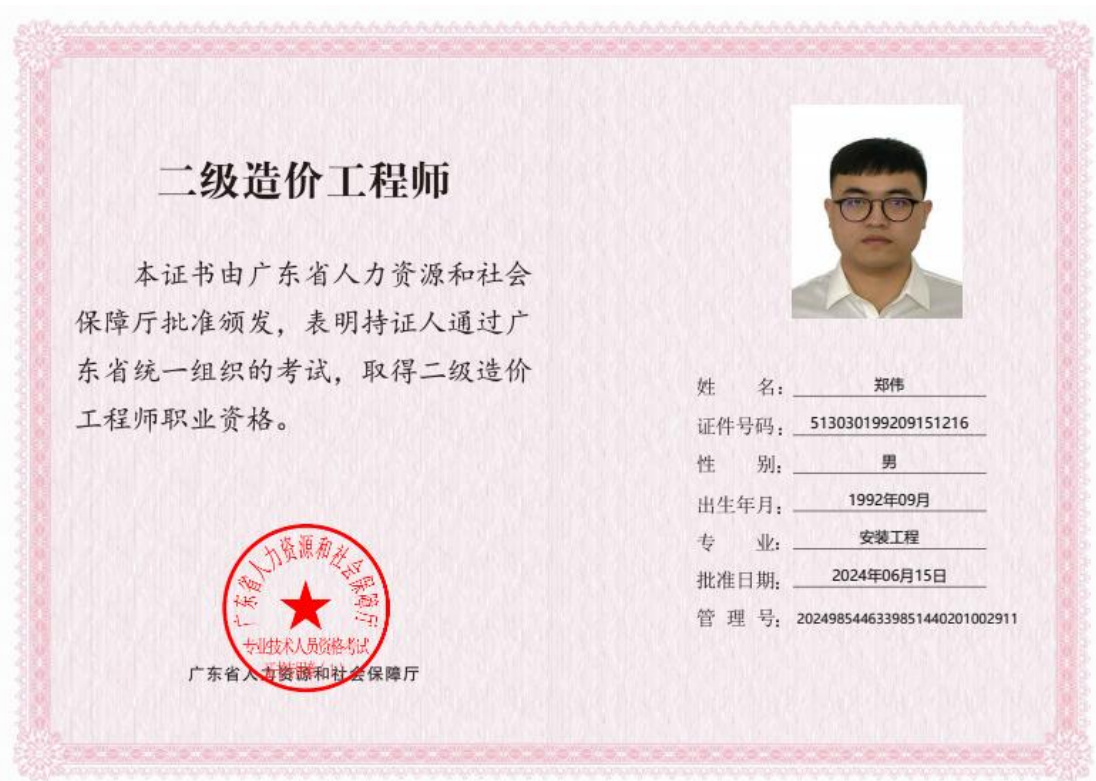 二级造价工程师
本证书由广东省人力资源和社会
保障厅批准颁发，表明持证人通过广
东省统一组织的考试，取得二级造价
工程师职业资格。
广东省人力资源和社会保障厅
专业技术人员资格考试
广东省人力资源和社会保障厅
姓 名：郑伟
证件号码：513030199209151216
性 别：男
出生年月：1992年09月
专 业：安装工程
批准日期：2024年06月15日
管 理 号：2024985446339851440201002911